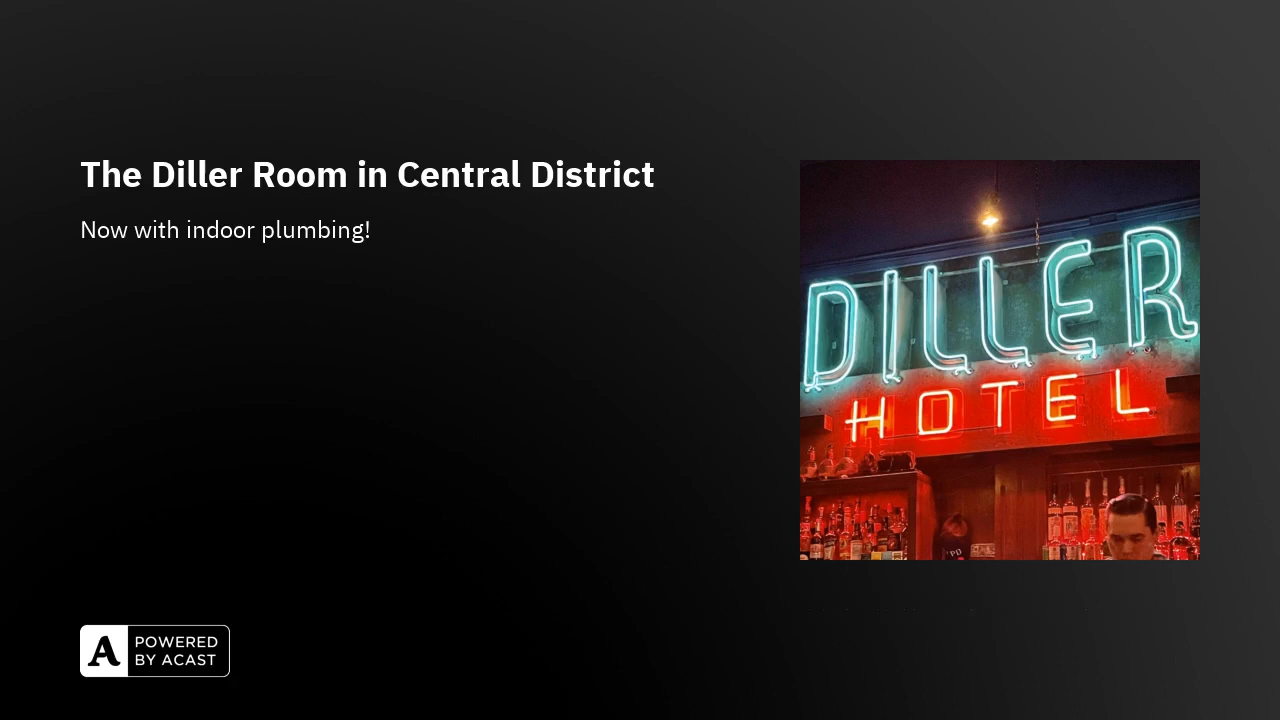 The Diller Room in Central District
Now with indoor plumbing!
DILLER
HOTEL
A POWERED
BY ACAST